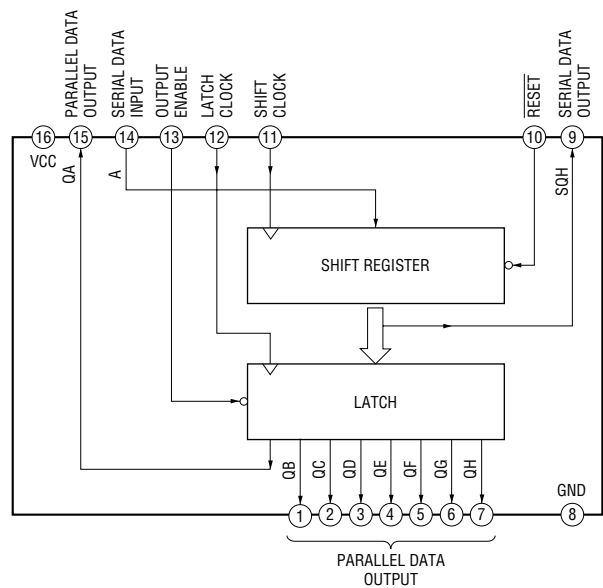 PARALLEL DATA
OUTPUT
SERIAL DATA
INPUT
OUTPUT
ENABLE
LATCH
CLOCK
SHIFT
CLOCK
RESET
SERIAL DATA
OUTPUT
16
15
14
13
12
11
10
9
VCC
QA
A
SQH
SHIFT REGISTER
LATCH
QB
QC
QD
QE
QF
QG
QH
GND
1
2
3
4
5
6
7
8
PARALLEL DATA
OUTPUT